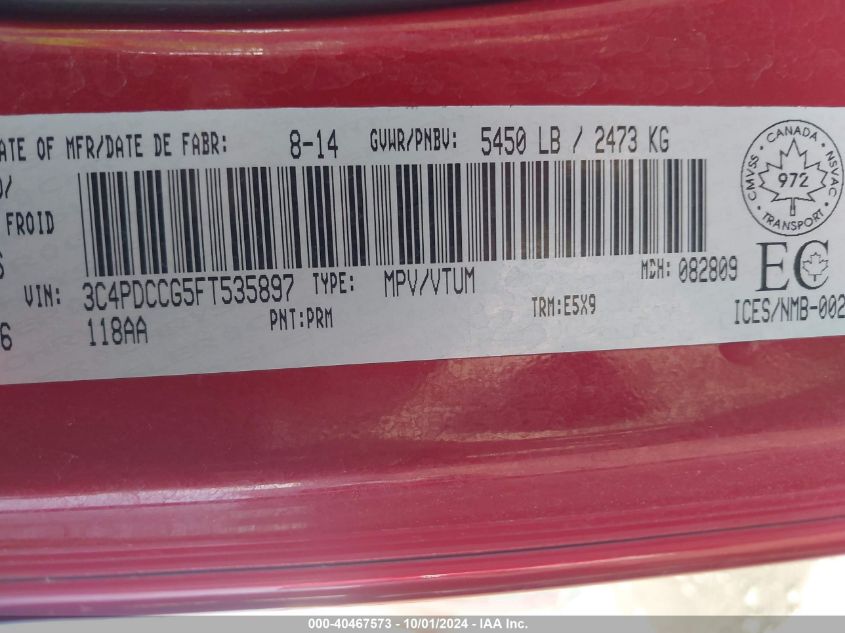 ATE OF MFR/DATE DE FABR: 8-14 GVWR/PNBV: 5450 LB / 2473 KG
FROID
VIN: 3C4PDCCG5FT535897 TYPE: MPV/VTUM MDH: 082809
6 118AA PNT:PRM TRM:E5X9
CANADA
CMVSS NSVAC
972
TRANSPORT
EC
ICES/NMB-002
000-40467573 - 10/01/2024 - IAA Inc.